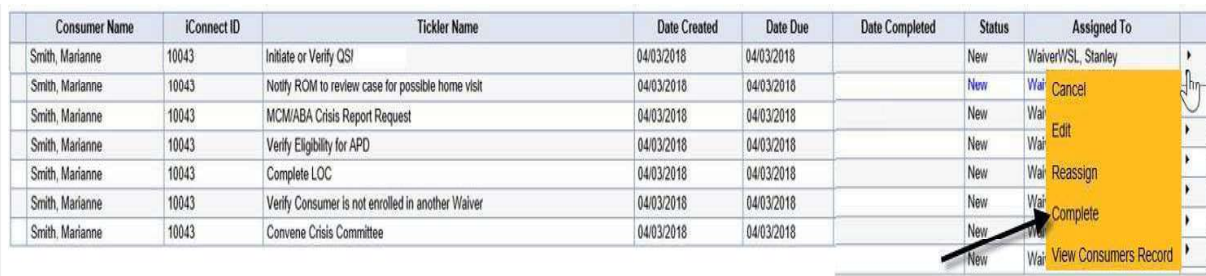 Consumer Name iConnect ID Tickler Name Date Created Date Due Date Completed Status Assigned To
Smith, Marianne 10043 Initiate or Verify QSI 04/03/2018 04/03/2018 New WaiverWSL, Stanley
Smith, Marianne 10043 Notify ROM to review case for possible home visit 04/03/2018 04/03/2018 New Wai Cancel
Smith, Marianne 10043 MCM/ABA Crisis Report Request 04/03/2018 04/03/2018 New Wai Edit
Smith, Marianne 10043 Verify Eligibility for APD 04/03/2018 04/03/2018 New Wai
Smith, Marianne 10043 Complete LOC 04/03/2018 04/03/2018 New Wai Reassign
Smith, Marianne 10043 Verify Consumer is not enrolled in another Waiver 04/03/2018 04/03/2018 New Wai Complete
Smith, Marianne 10043 Convene Crisis Committee 04/03/2018 04/03/2018 New
New Wai View Consumers Record